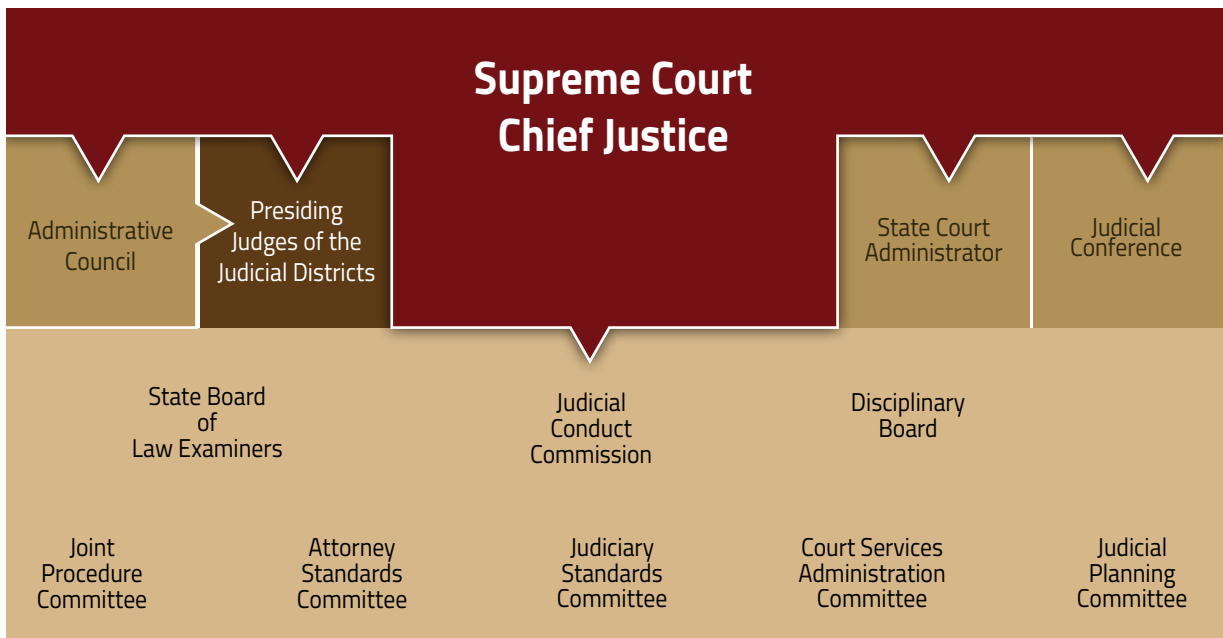 Supreme Court
Chief Justice
Administrative
Council
Presiding
Judges of the
Judicial Districts
State Court
Administrator
Judicial
Conference
State Board
of
Law Examiners
Judicial
Conduct
Commission
Disciplinary
Board
Joint
Procedure
Committee
Attorney
Standards
Committee
Judiciary
Standards
Committee
Court Services
Administration
Committee
Judicial
Planning
Committee